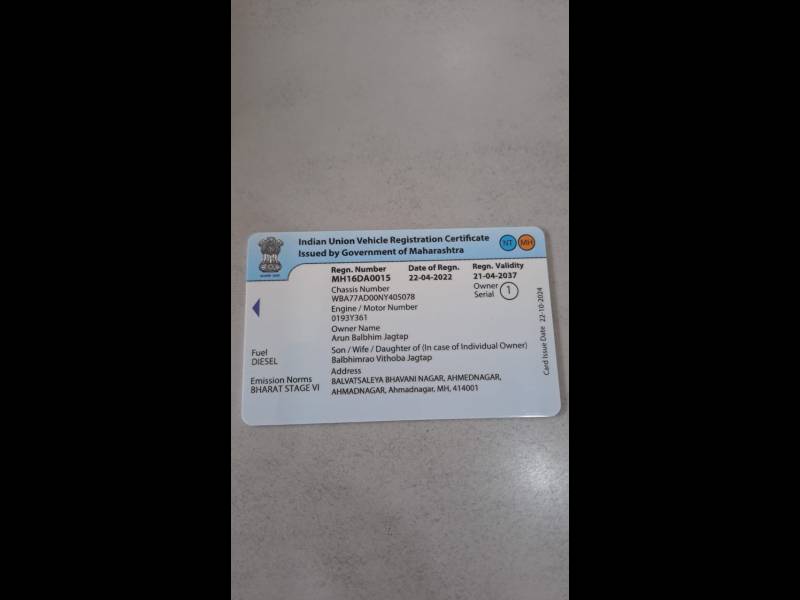 Indian Union Vehicle Registration Certificate
Issued by Government of Maharashtra
NT MH
Regn. Number Date of Regn. Regn. Validity
MH16DA0015 22-04-2022 21-04-2037
Chassis Number
WBA77AD00NY405078
Owner Serial 1
Engine / Motor Number
0193Y361
Owner Name
Arun Balbhim Jagtap
Son / Wife / Daughter of (In case of Individual Owner)
Balbhimrao Vithoba Jagtap
Fuel
DIESEL
Address
BALVATSALEYA BHAVANI NAGAR, AHMEDNAGAR,
AHMADNAGAR, Ahmadnagar, MH, 414001
Emission Norms
BHARAT STAGE VI
Card Issue Date 22-10-2024